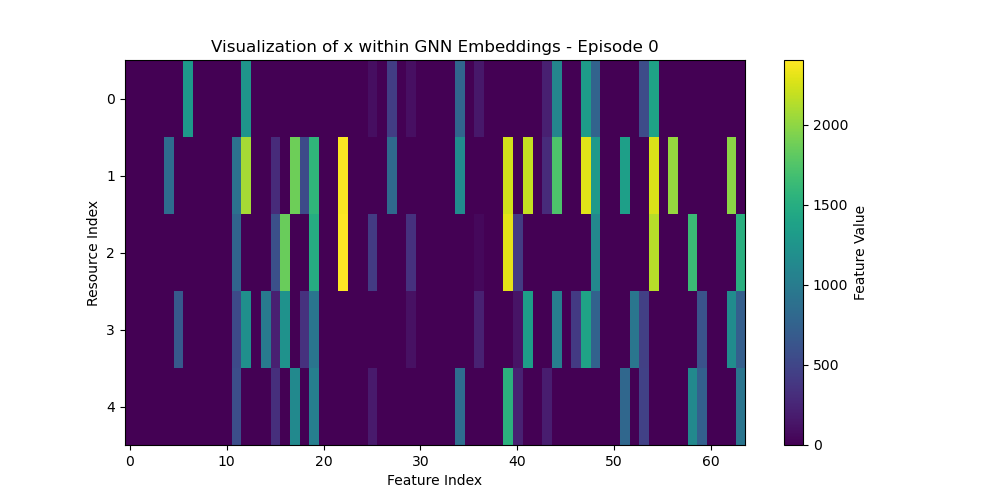 Visualization of x within GNN Embeddings - Episode 0
Resource Index
0
1
2
3
4
0 10 20 30 40 50 60
Feature Index
2000
1500
1000
500
0
Feature Value